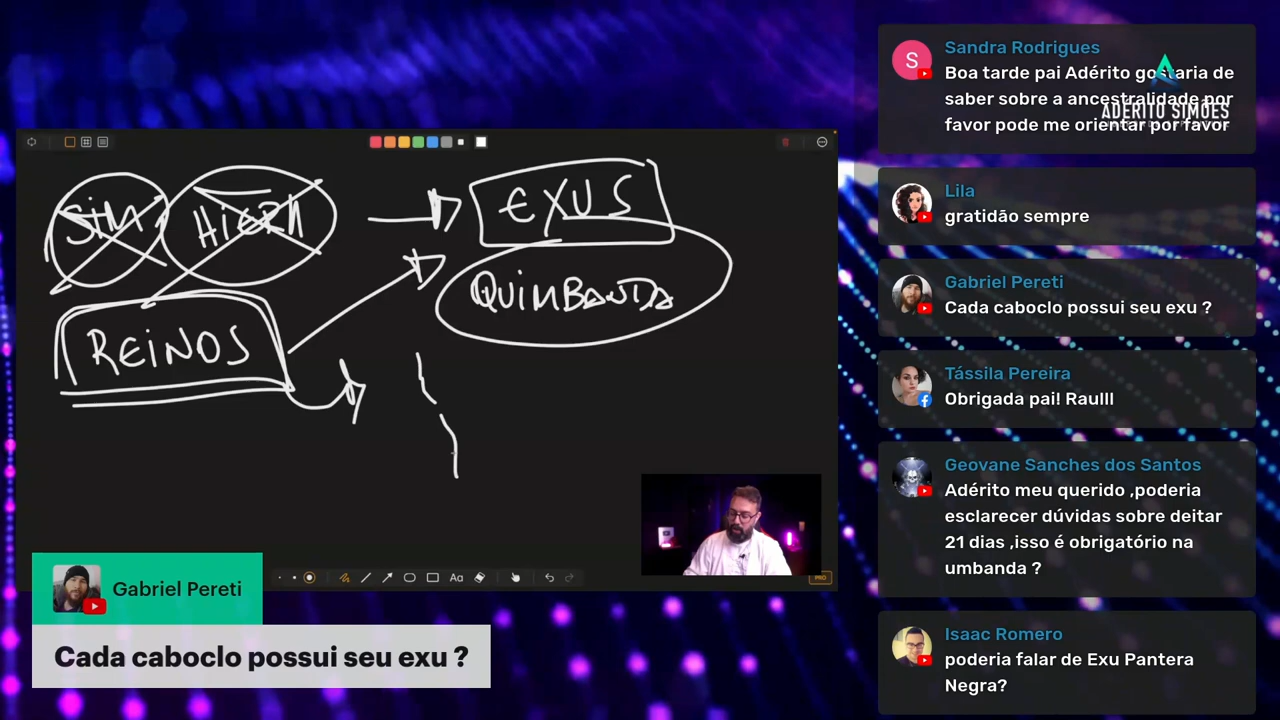 SiM
HiERA
EXUS
QUiMBANDA
REiNOS
Aa
PRO
Gabriel Pereti
Cada caboclo possui seu exu ?
Sandra Rodrigues
Boa tarde pai Adérito gostaria de
saber sobre a ancestralidade por
favor pode me orientar por favor
ADÉRITO SIMÕES
Lila
gratidão sempre
Gabriel Pereti
Cada caboclo possui seu exu ?
Tássila Pereira
Obrigada pai! Raulll
Geovane Sanches dos Santos
Adérito meu querido ,poderia
esclarecer dúvidas sobre deitar
21 dias ,isso é obrigatório na
umbanda ?
Isaac Romero
poderia falar de Exu Pantera
Negra?